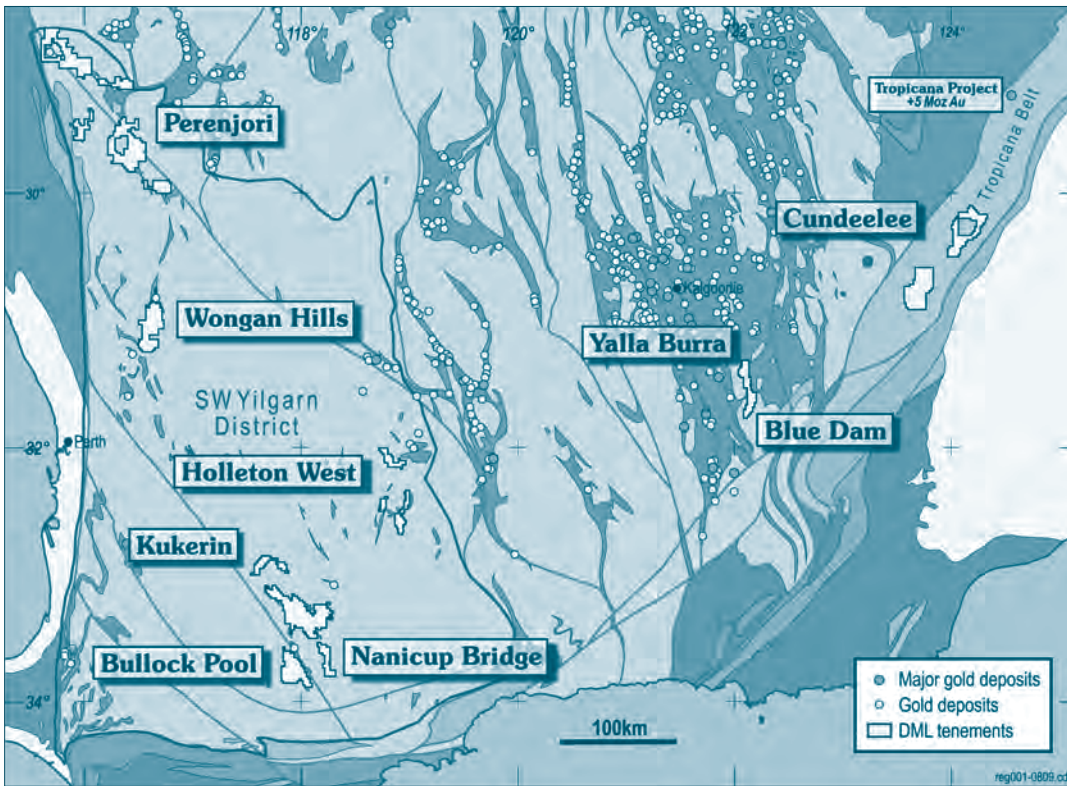 118°
120°
122°
124°
Tropicana Project
+5 Moz Au
Perenjori
Tropicana Belt
30°
Cundeelee
Kalgoorlie
Wongan Hills
Yalla Burra
SW Yilgarn
District
Blue Dam
Perth
32°
Holleton West
Kukerin
Bullock Pool
Nanicup Bridge
34°
Major gold deposits
Gold deposits
DML tenements
100km
reg001-0809.cd